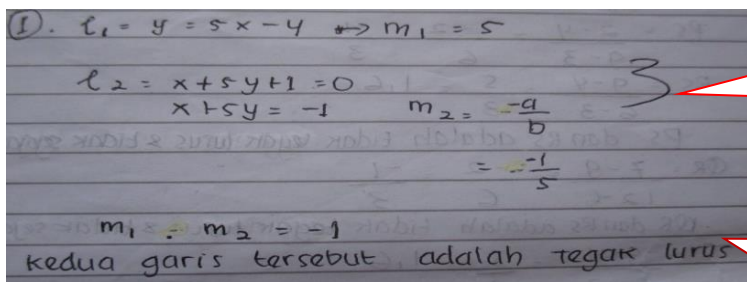 ①. l₁ = y = 5x - 4 → m₁ = 5
l₂ = x + 5y + 1 = 0
x + 5y = -1 m₂ = -a/b
= -1/5
m₁ . m₂ = -1
Kedua garis tersebut adalah tegak lurus